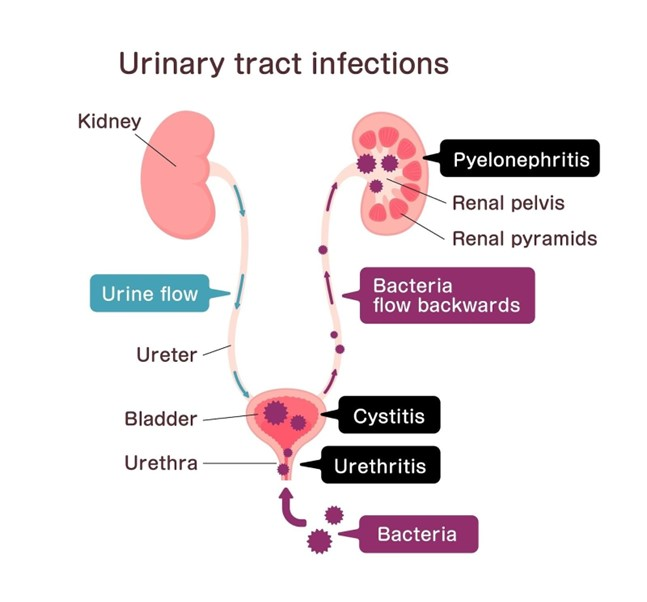 Urinary tract infections
Kidney
Pyelonephritis
Renal pelvis
Renal pyramids
Urine flow
Bacteria
flow backwards
Ureter
Bladder
Cystitis
Urethra
Urethritis
Bacteria